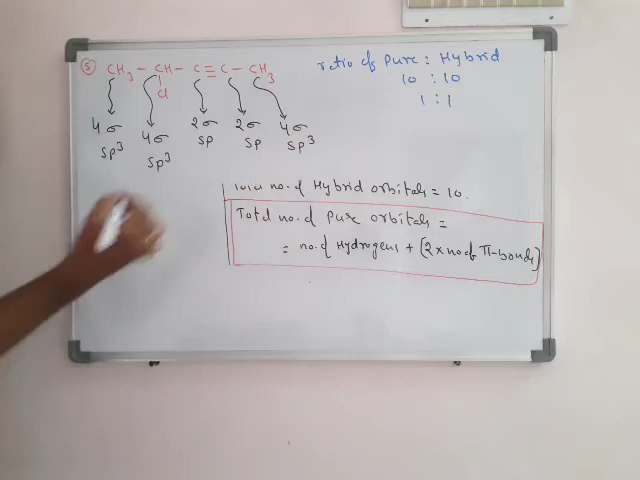 ⑤ CH3 - CH - C ≡ C - CH3
Cl
4σ 4σ 2σ 2σ 4σ
sp3 sp3 sp sp sp3
ratio of Pure : Hybrid
10 : 10
1 : 1
no. of Hybrid orbitals = 10.
Total no. of Pure orbitals =
= no. of Hydrogens + (2 × no. of π-bonds)